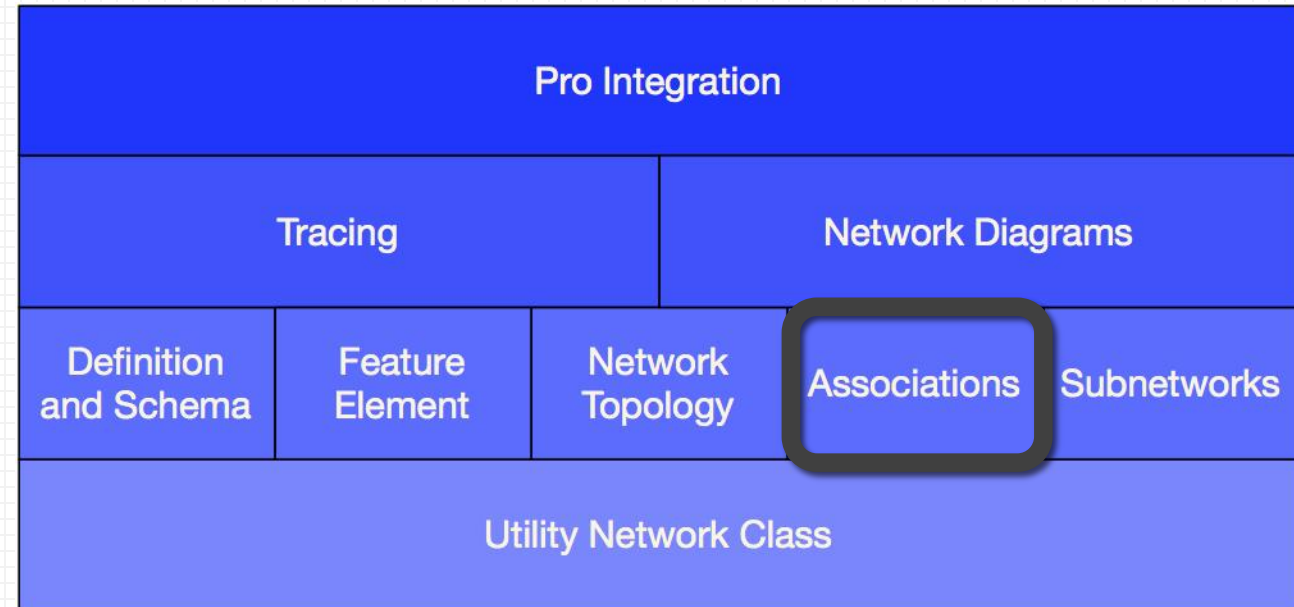 Pro Integration
Tracing
Network Diagrams
Definition
and Schema
Feature
Element
Network
Topology
Associations
Subnetworks
Utility Network Class